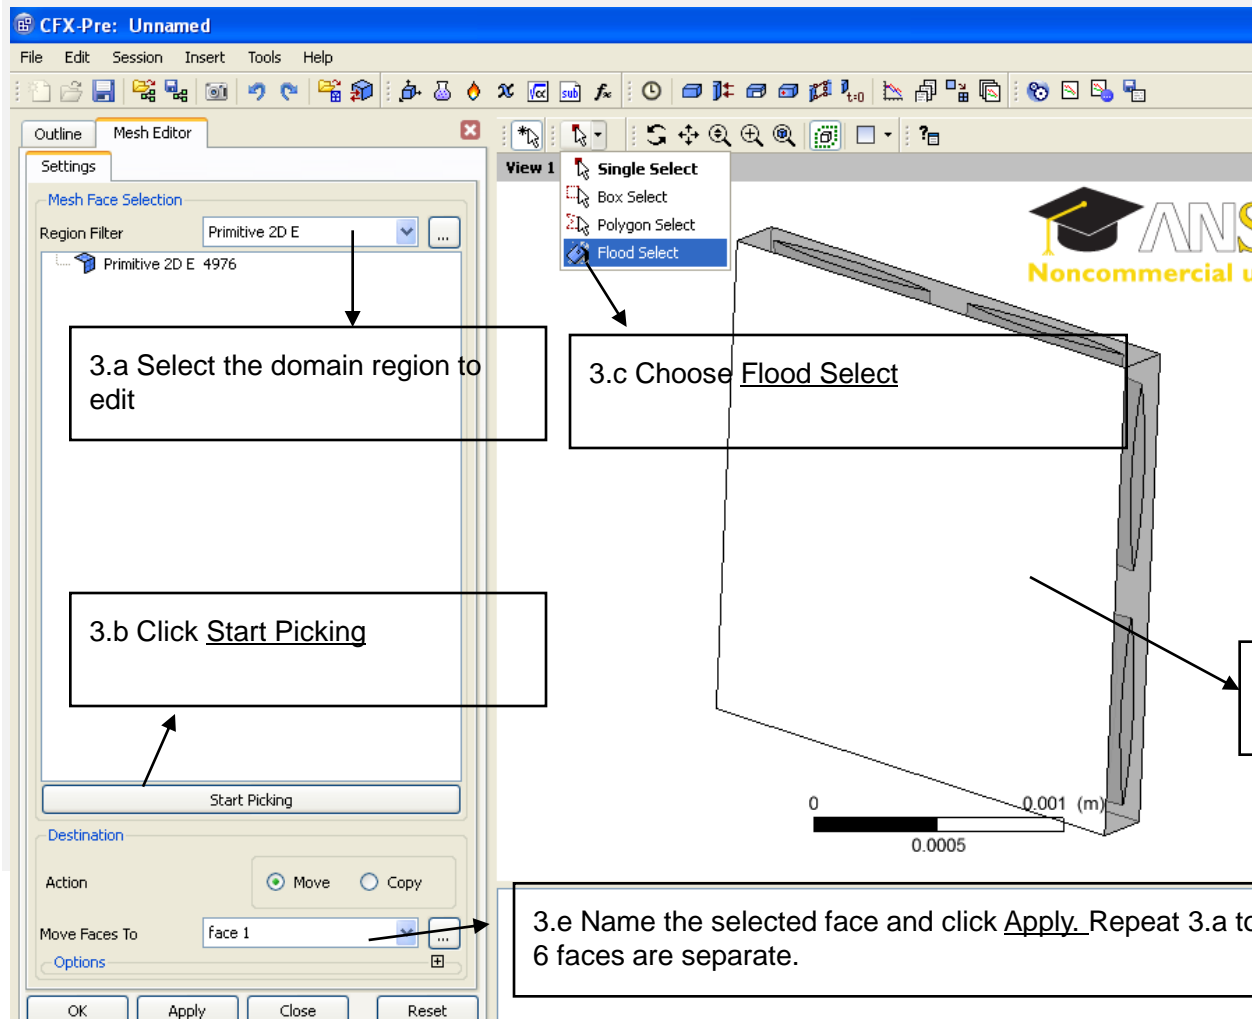 CFX-Pre: Unnamed
File Edit Session Insert Tools Help
Outline Mesh Editor
Settings
View 1
Single Select
Box Select
Polygon Select
Flood Select
Mesh Face Selection
Region Filter Primitive 2D E ...
Primitive 2D E 4976
ANS
Noncommercial u
3.a Select the domain region to
edit
3.c Choose Flood Select
3.b Click Start Picking
Start Picking
0 0.001 (m)
0.0005
Destination
Action Move Copy
Move Faces To face 1 ...
Options
3.e Name the selected face and click Apply. Repeat 3.a to
6 faces are separate.
OK Apply Close Reset